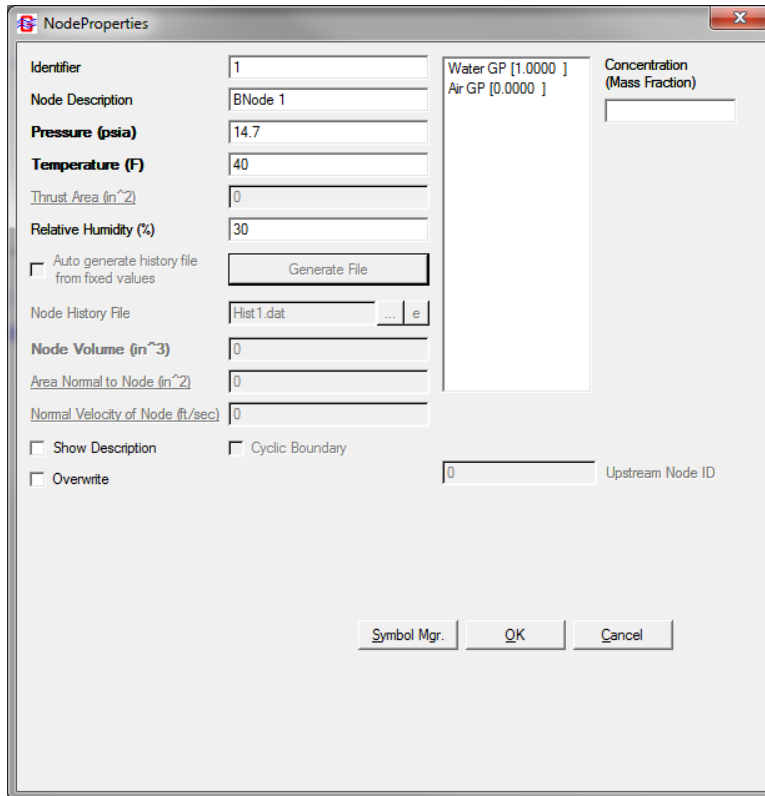 NodeProperties
Identifier 1
Node Description BNode 1
Pressure (psia) 14.7
Temperature (F) 40
Thrust Area (in^2) 0
Relative Humidity (%) 30
Auto generate history file
from fixed values
Generate File
Node History File Hist1.dat ... e
Node Volume (in^3) 0
Area Normal to Node (in^2) 0
Normal Velocity of Node (ft/sec) 0
Show Description Cyclic Boundary
Overwrite
Water GP [1.0000 ]
Air GP [0.0000 ]
Concentration
(Mass Fraction)
0 Upstream Node ID
Symbol Mgr. OK Cancel